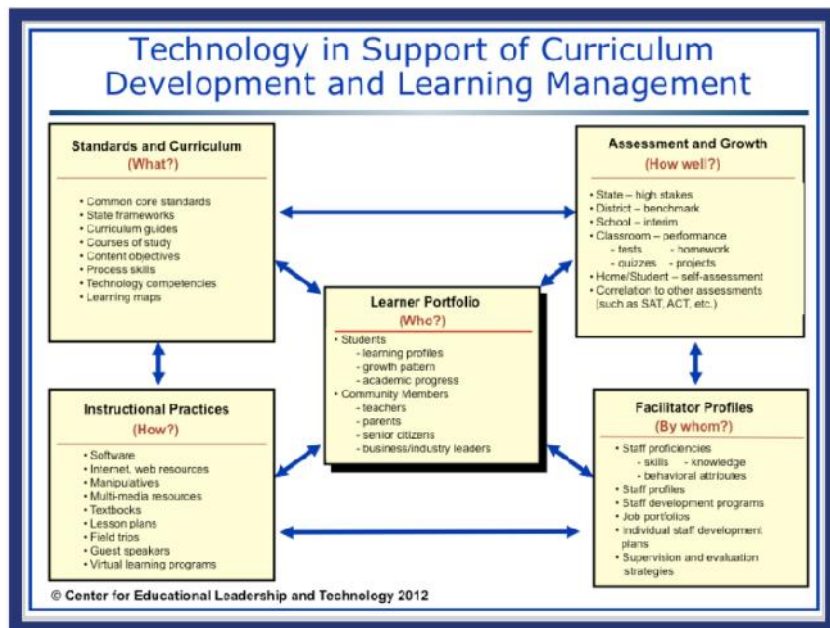 Technology in Support of Curriculum
Development and Learning Management
Standards and Curriculum
(What?)
• Common core standards
• State frameworks
• Curriculum guides
• Courses of study
• Content objectives
• Process skills
• Technology competencies
• Learning maps
Assessment and Growth
(How well?)
• State – high stakes
• District – benchmark
• School – interim
• Classroom – performance
- tests - homework
- quizzes - projects
• Home/Student – self-assessment
• Correlation to other assessments
(such as SAT, ACT, etc.)
Learner Portfolio
(Who?)
• Students
- learning profiles
- growth pattern
- academic progress
• Community Members
- teachers
- parents
- senior citizens
- business/industry leaders
Instructional Practices
(How?)
• Software
• Internet, web resources
• Manipulatives
• Multi-media resources
• Textbooks
• Lesson plans
• Field trips
• Guest speakers
• Virtual learning programs
Facilitator Profiles
(By whom?)
• Staff proficiencies
- skills - knowledge
- behavioral attributes
• Staff profiles
• Staff development programs
• Job portfolios
• Individual staff development
plans
• Supervision and evaluation
strategies
© Center for Educational Leadership and Technology 2012